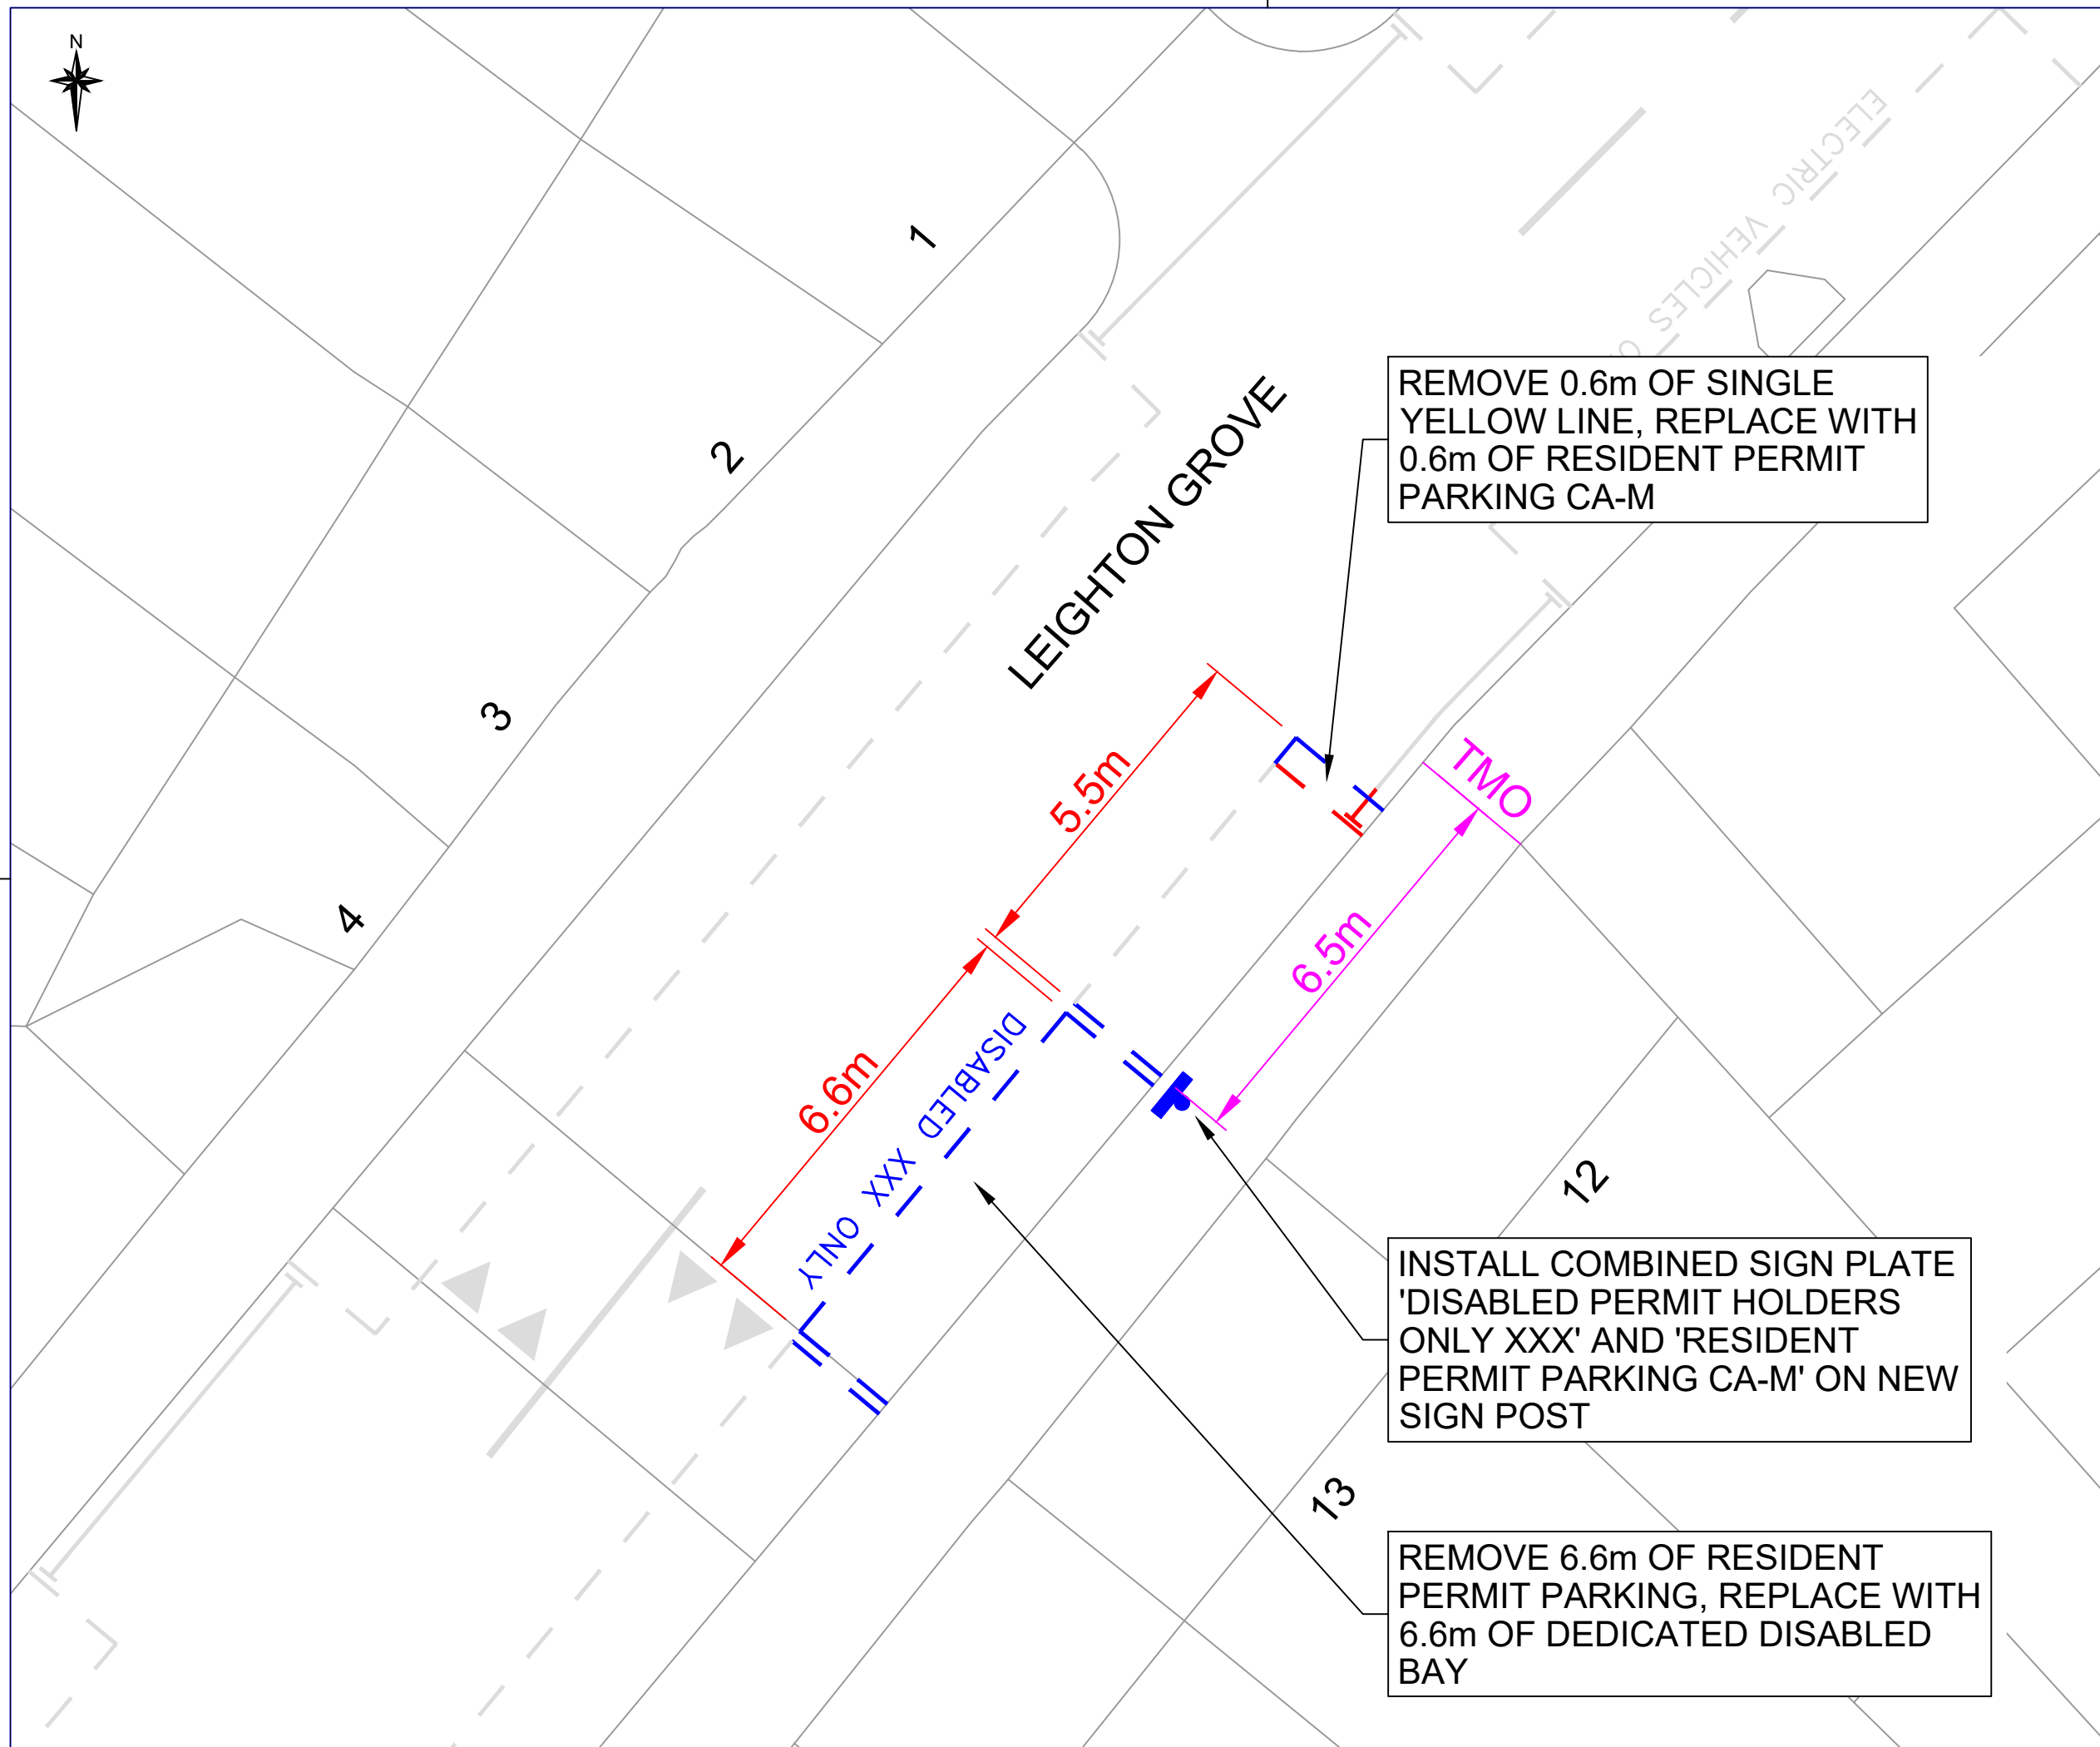 N
ELECTRIC VEHICLES O
1
2
3
4
LEIGHTON GROVE
REMOVE 0.6m OF SINGLE
YELLOW LINE, REPLACE WITH
0.6m OF RESIDENT PERMIT
PARKING CA-M
5.5m
TMO
6.5m
6.6m
DISABLED XXX ONLY
12
INSTALL COMBINED SIGN PLATE
'DISABLED PERMIT HOLDERS
ONLY XXX' AND 'RESIDENT
PERMIT PARKING CA-M' ON NEW
SIGN POST
13
REMOVE 6.6m OF RESIDENT
PERMIT PARKING, REPLACE WITH
6.6m OF DEDICATED DISABLED
BAY